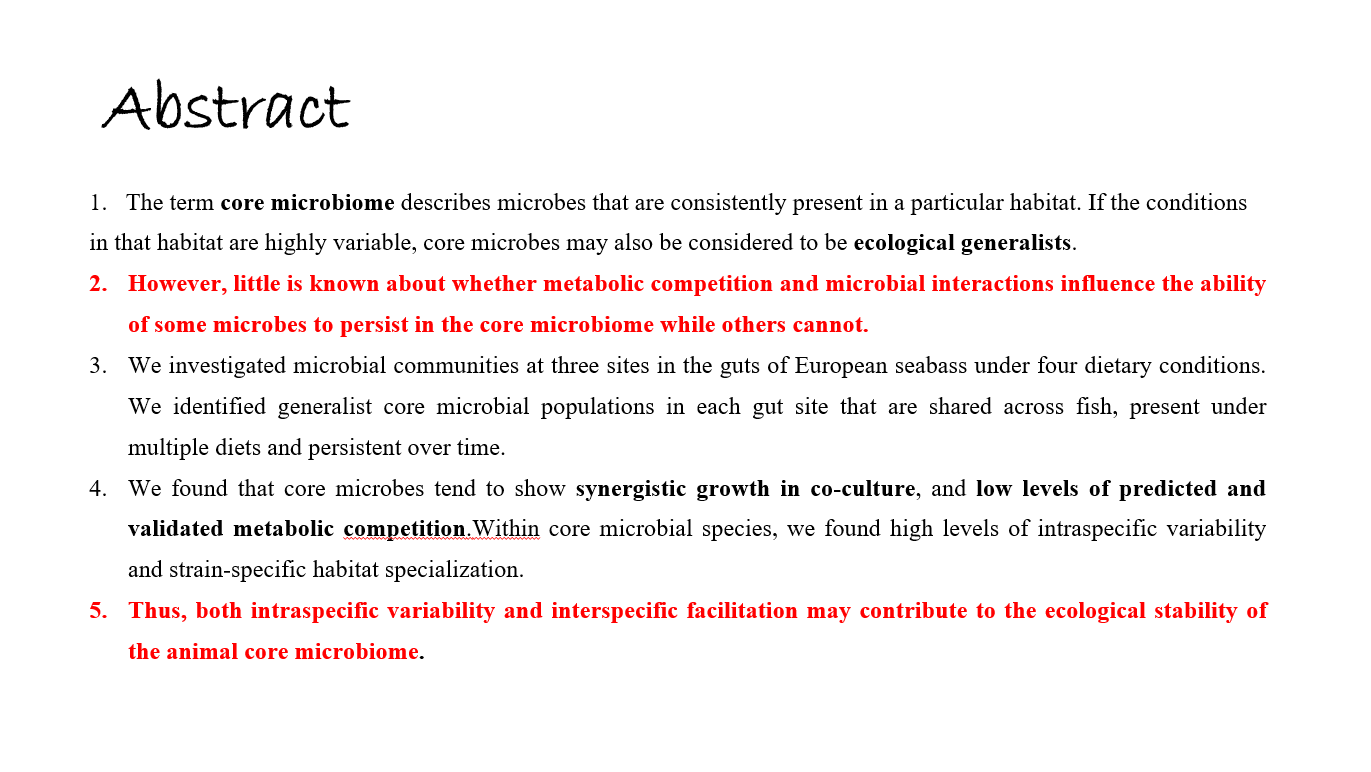 Abstract
1. The term core microbiome describes microbes that are consistently present in a particular habitat. If the conditions
in that habitat are highly variable, core microbes may also be considered to be ecological generalists.
2. However, little is known about whether metabolic competition and microbial interactions influence the ability
of some microbes to persist in the core microbiome while others cannot.
3. We investigated microbial communities at three sites in the guts of European seabass under four dietary conditions.
We identified generalist core microbial populations in each gut site that are shared across fish, present under
multiple diets and persistent over time.
4. We found that core microbes tend to show synergistic growth in co-culture, and low levels of predicted and
validated metabolic competition.Within core microbial species, we found high levels of intraspecific variability
and strain-specific habitat specialization.
5. Thus, both intraspecific variability and interspecific facilitation may contribute to the ecological stability of
the animal core microbiome.